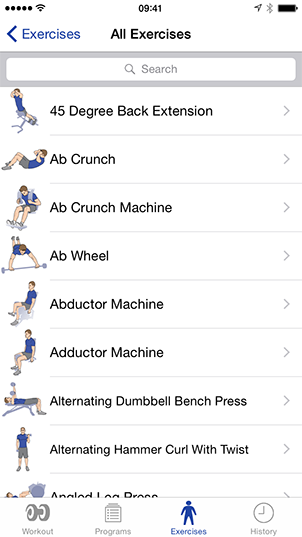 09:41
Exercises
All Exercises
Search
45 Degree Back Extension
Ab Crunch
Ab Crunch Machine
Ab Wheel
Abductor Machine
Adductor Machine
Alternating Dumbbell Bench Press
Alternating Hammer Curl With Twist
Angled Leg Press
Workout
Programs
Exercises
History